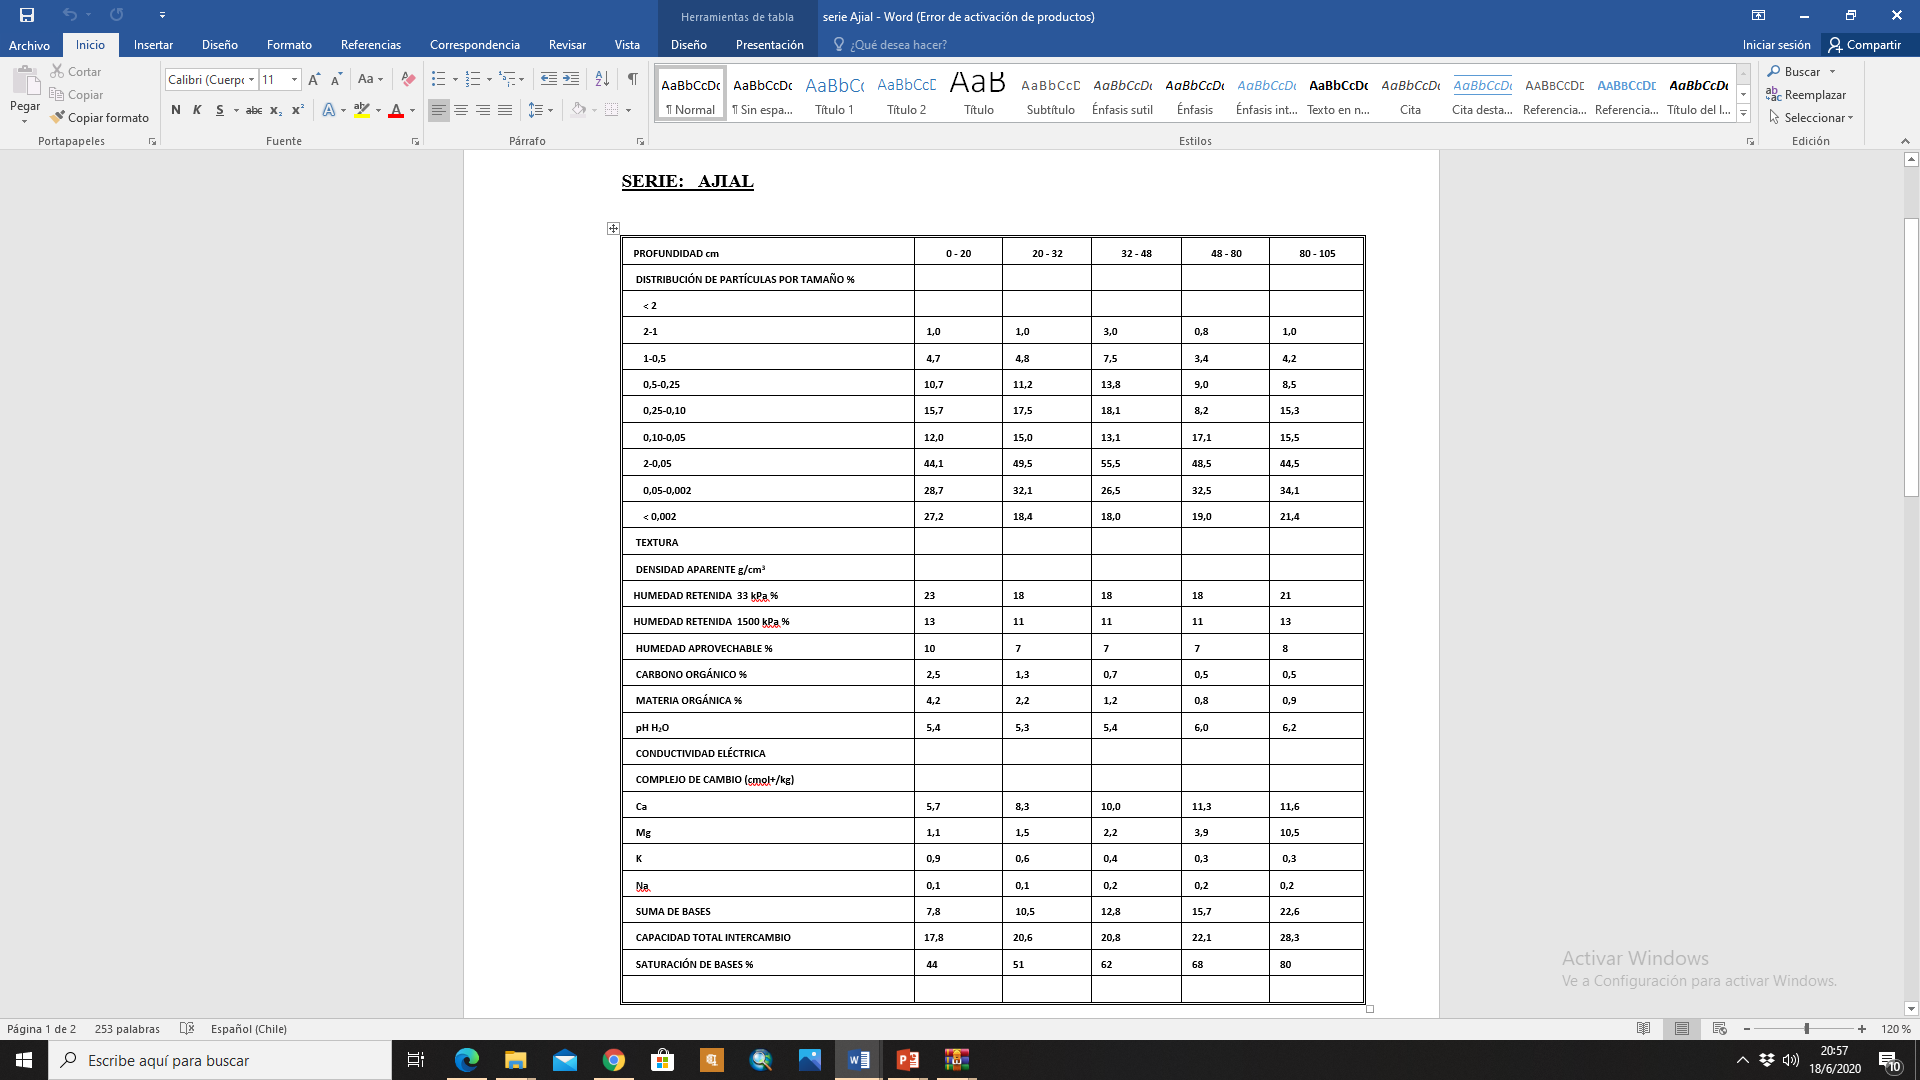 Herramientas de tabla
serie Ajial - Word (Error de activación de productos)
Archivo Inicio Insertar Diseño Formato Referencias Correspondencia Revisar Vista Diseño Presentación ¿Qué desea hacer? Iniciar sesión Compartir
Pegar
Cortar
Copiar
Copiar formato
Portapapeles
Calibri (Cuerpo 11
N K S abc x₂ x²
Fuente
Párrafo
AaBbCcDc AaBbCcDc AaBbCc AaBbCcD AaB AaBbCcD AaBbCcDc AaBbCcDc AaBbCcDc AaBbCcDc AaBbCcDc AaBbCcDc AABBCCDD AABBCCDD AaBbCcDc
¶ Normal ¶ Sin espa... Título 1 Título 2 Título Subtítulo Énfasis sutil Énfasis Énfasis int... Texto en n... Cita Cita desta... Referencia... Referencia... Título del l...
Estilos
Buscar
Reemplazar
Seleccionar
Edición
SERIE: AJIAL
PROFUNDIDAD cm 0 - 20 20 - 32 32 - 48 48 - 80 80 - 105
DISTRIBUCIÓN DE PARTÍCULAS POR TAMAÑO %
< 2
2-1 1,0 1,0 3,0 0,8 1,0
1-0,5 4,7 4,8 7,5 3,4 4,2
0,5-0,25 10,7 11,2 13,8 9,0 8,5
0,25-0,10 15,7 17,5 18,1 8,2 15,3
0,10-0,05 12,0 15,0 13,1 17,1 15,5
2-0,05 44,1 49,5 55,5 48,5 44,5
0,05-0,002 28,7 32,1 26,5 32,5 34,1
< 0,002 27,2 18,4 18,0 19,0 21,4
TEXTURA
DENSIDAD APARENTE g/cm³
HUMEDAD RETENIDA 33 kPa % 23 18 18 18 21
HUMEDAD RETENIDA 1500 kPa % 13 11 11 11 13
HUMEDAD APROVECHABLE % 10 7 7 7 8
CARBONO ORGÁNICO % 2,5 1,3 0,7 0,5 0,5
MATERIA ORGÁNICA % 4,2 2,2 1,2 0,8 0,9
pH H₂O 5,4 5,3 5,4 6,0 6,2
CONDUCTIVIDAD ELÉCTRICA
COMPLEJO DE CAMBIO (cmol+/kg)
Ca 5,7 8,3 10,0 11,3 11,6
Mg 1,1 1,5 2,2 3,9 10,5
K 0,9 0,6 0,4 0,3 0,3
Na 0,1 0,1 0,2 0,2 0,2
SUMA DE BASES 7,8 10,5 12,8 15,7 22,6
CAPACIDAD TOTAL INTERCAMBIO 17,8 20,6 20,8 22,1 28,3
SATURACIÓN DE BASES % 44 51 62 68 80
Activar Windows
Ve a Configuración para activar Windows.
Página 1 de 2 253 palabras Español (Chile) 120 %
Escribe aquí para buscar
20:57
18/6/2020
10